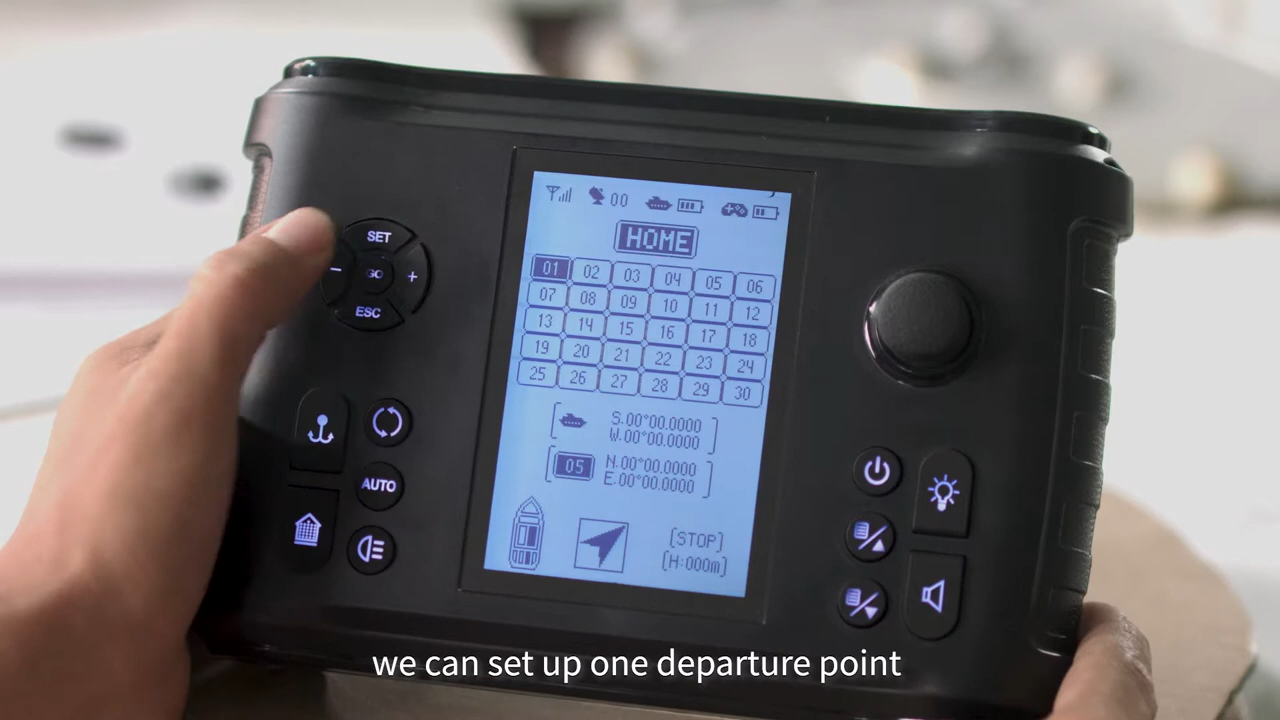 00
HOME
01 02 03 04 05 06
07 08 09 10 11 12
13 14 15 16 17 18
19 20 21 22 23 24
25 26 27 28 29 30
S.00°00.0000
W.00°00.0000
05
N.00°00.0000
E.00°00.0000
[STOP]
[H:000m]
SET
− GO +
ESC
AUTO
we can set up one departure point